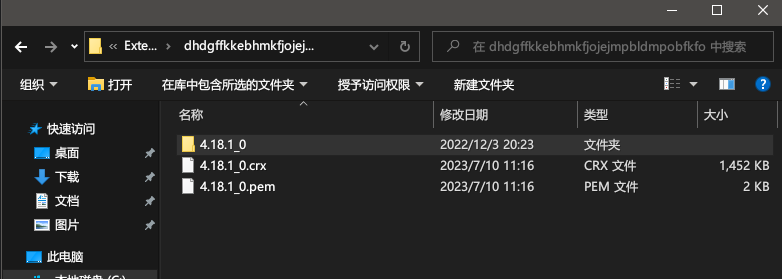 « Exte... › dhdgffkkebhmkfjojej... 在 dhdgffkkebhmkfjojejmpbldmpobfkfo 中搜索
组织 打开 在库中包含所选的文件夹 授予访问权限 新建文件夹
名称 修改日期 类型 大小
快速访问
4.18.1_0 2022/12/3 20:23 文件夹
桌面
4.18.1_0.crx 2023/7/10 11:16 CRX 文件 1,452 KB
下载
4.18.1_0.pem 2023/7/10 11:16 PEM 文件 2 KB
文档
图片
此电脑
本地磁盘 (C:)